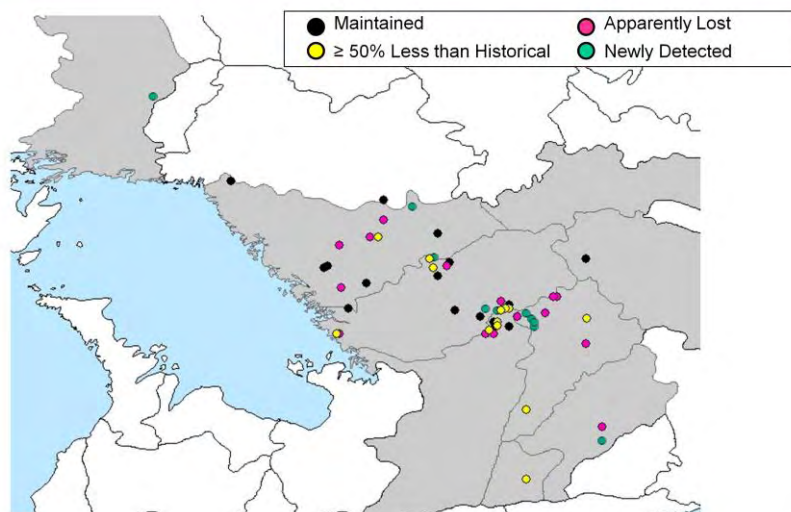 Maintained
Apparently Lost
≥ 50% Less than Historical
Newly Detected